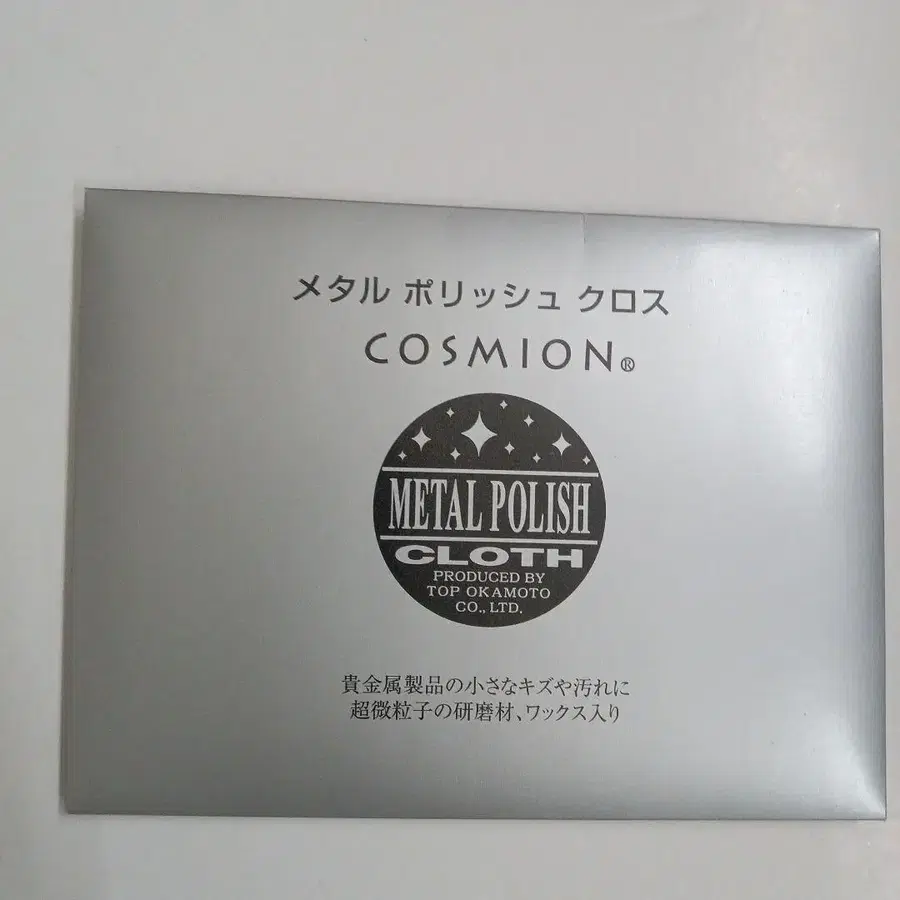 メタル ポリッシュ クロス
COSMION®
METAL POLISH
CLOTH
PRODUCED BY
TOP OKAMOTO
CO., LTD.
貴金属製品の小さなキズや汚れに
超微粒子の研磨材、ワックス入り